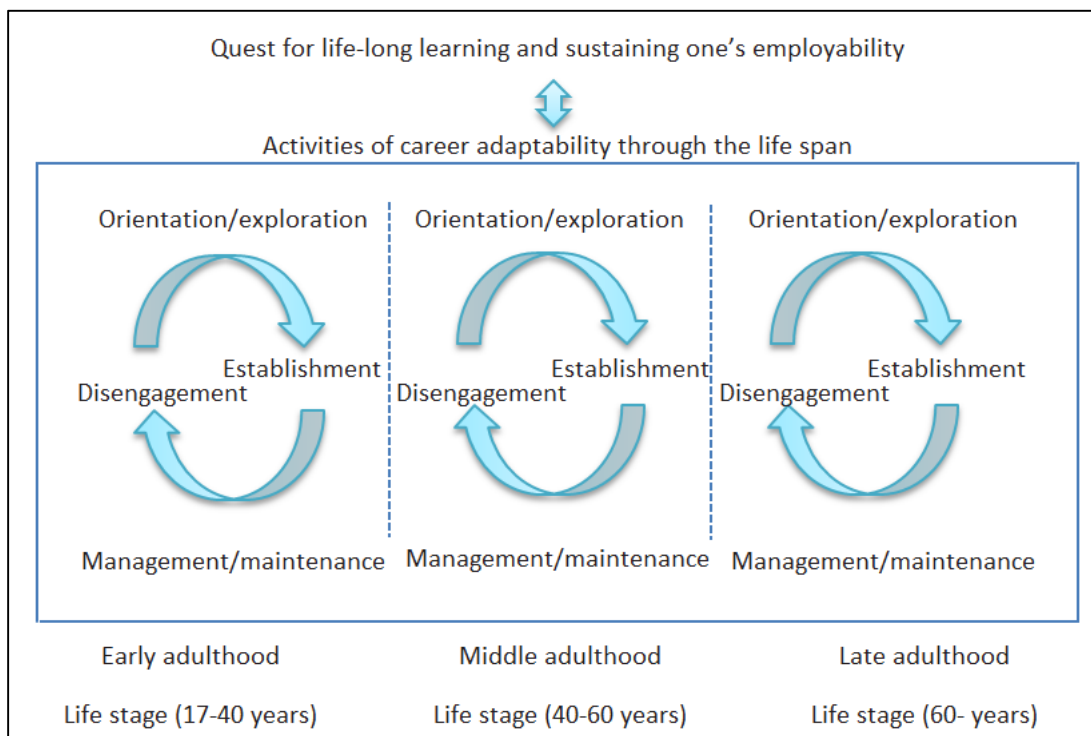 Quest for life-long learning and sustaining one’s employability
Activities of career adaptability through the life span
Orientation/exploration
Establishment
Disengagement
Management/maintenance
Orientation/exploration
Establishment
Disengagement
Management/maintenance
Orientation/exploration
Establishment
Disengagement
Management/maintenance
Early adulthood
Life stage (17-40 years)
Middle adulthood
Life stage (40-60 years)
Late adulthood
Life stage (60- years)